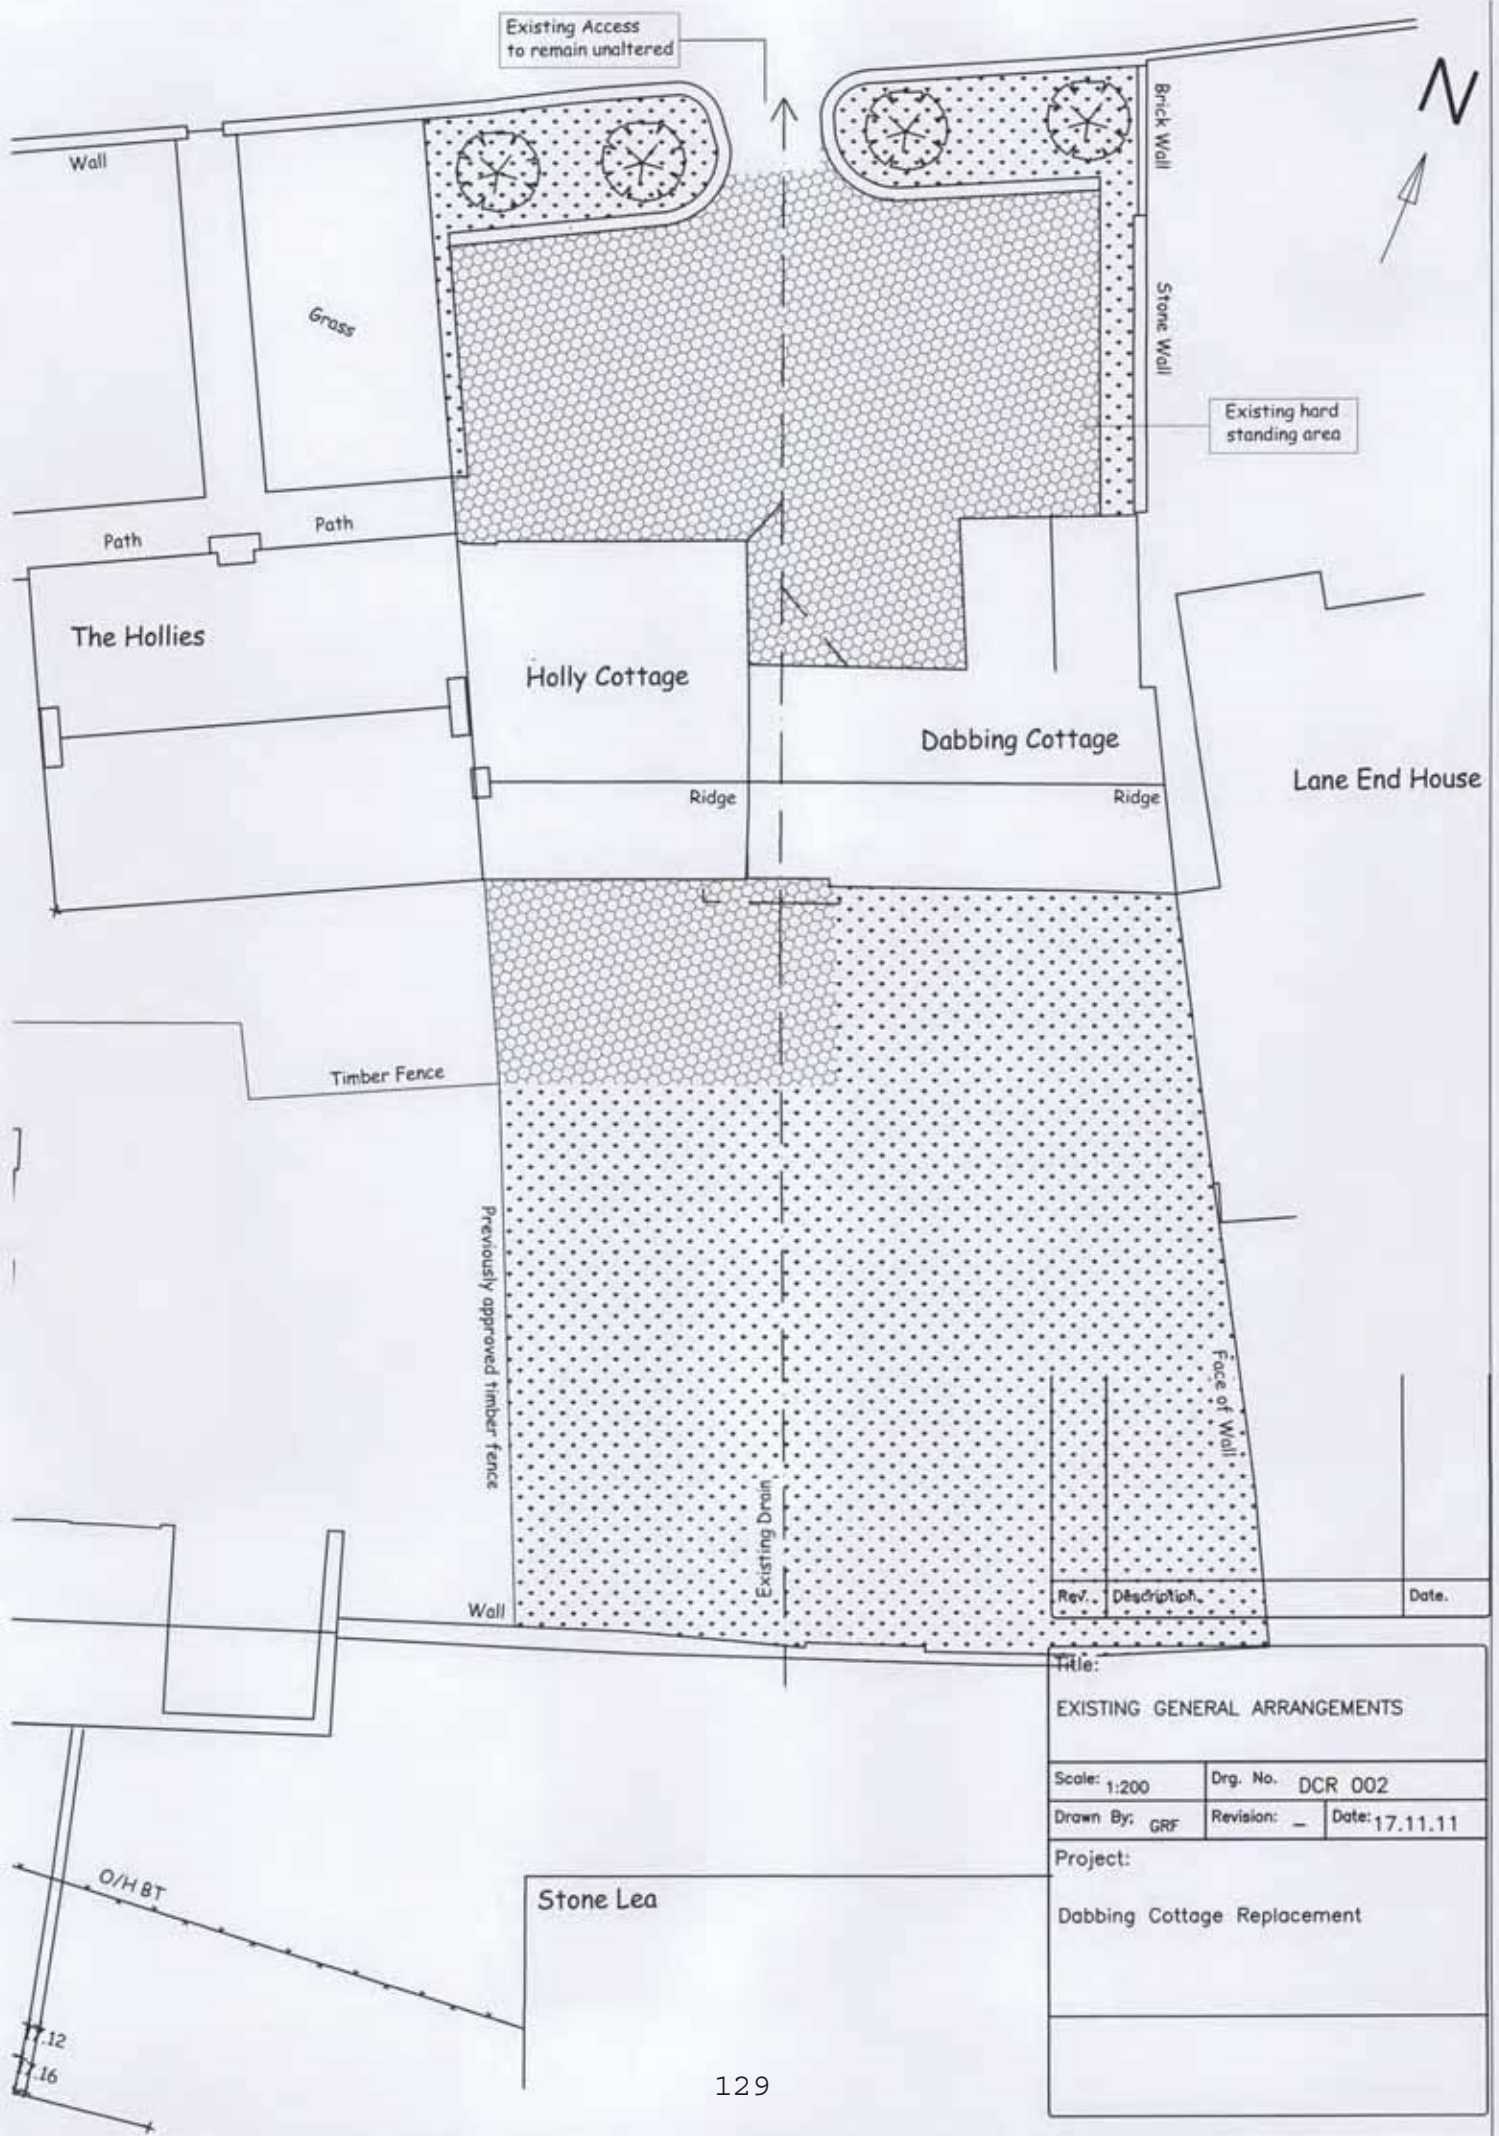 Existing Access
to remain unaltered
N
Wall
Brick Wall
Grass
Stone Wall
Existing hard
standing area
Path
Path
The Hollies
Holly Cottage
Dabbing Cottage
Lane End House
Ridge
Ridge
Timber Fence
Previously approved timber fence
Face of Wall
Existing Drain
Wall
Rev. Description. Date.
Title:
EXISTING GENERAL ARRANGEMENTS
Scale: 1:200 Drg. No. DCR 002
Drawn By: GRF Revision: – Date: 17.11.11
Project:
Dabbing Cottage Replacement
O/H BT
Stone Lea
129